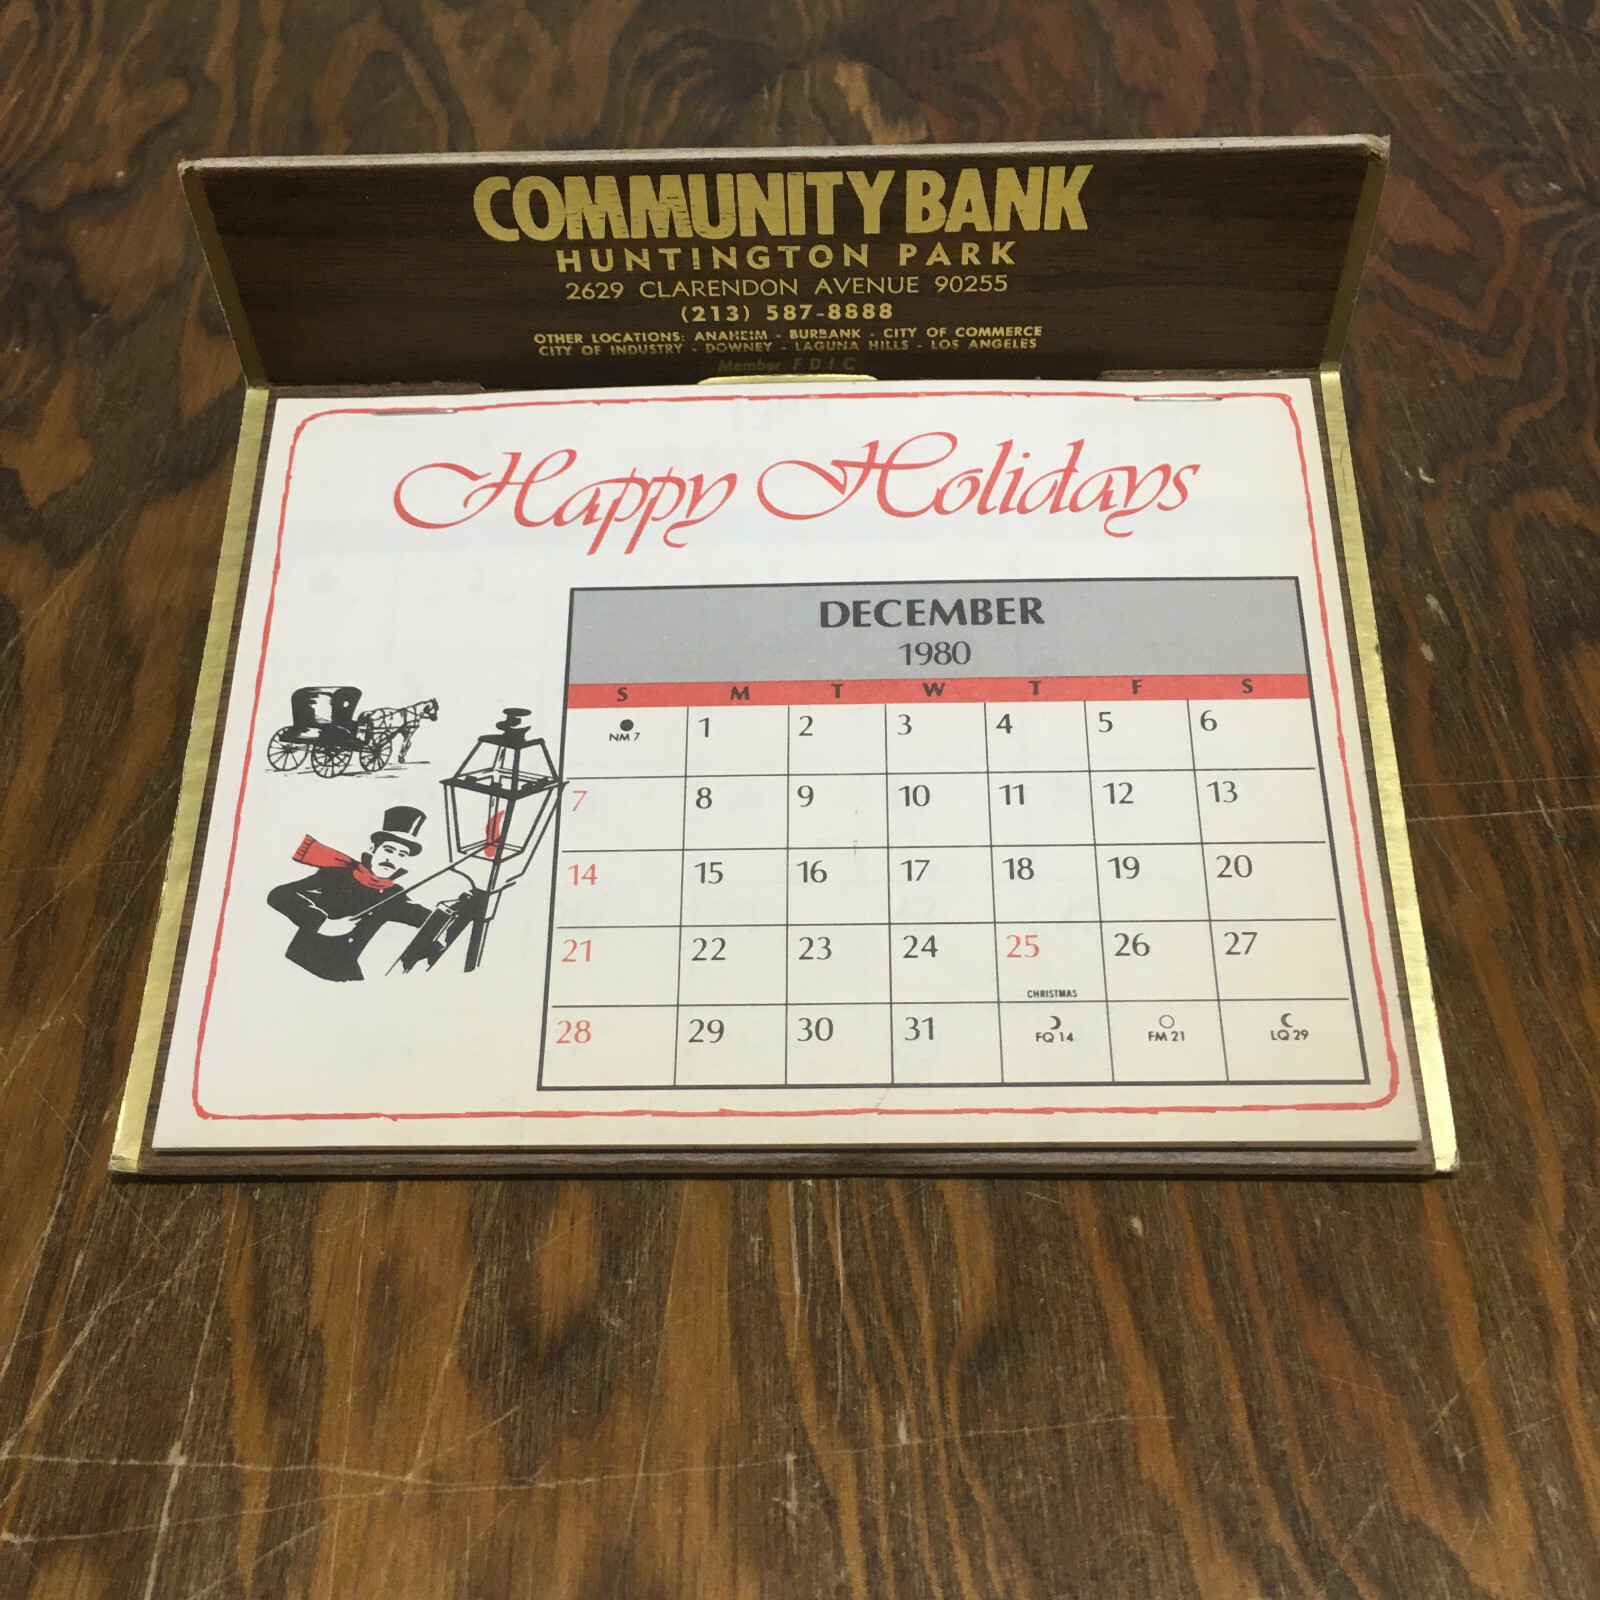 COMMUNITY BANK
HUNTINGTON PARK
2629 CLARENDON AVENUE 90255
(213) 587-8888
OTHER LOCATIONS: ANAHEIM - BURBANK - CITY OF COMMERCE
CITY OF INDUSTRY - DOWNEY - LAGUNA HILLS - LOS ANGELES
Member F D I C
Happy Holidays
DECEMBER
1980
S M T W T F S
NM 7 1 2 3 4 5 6
7 8 9 10 11 12 13
14 15 16 17 18 19 20
21 22 23 24 25 26 27
CHRISTMAS
28 29 30 31 FQ 14 FM 21 LQ 29